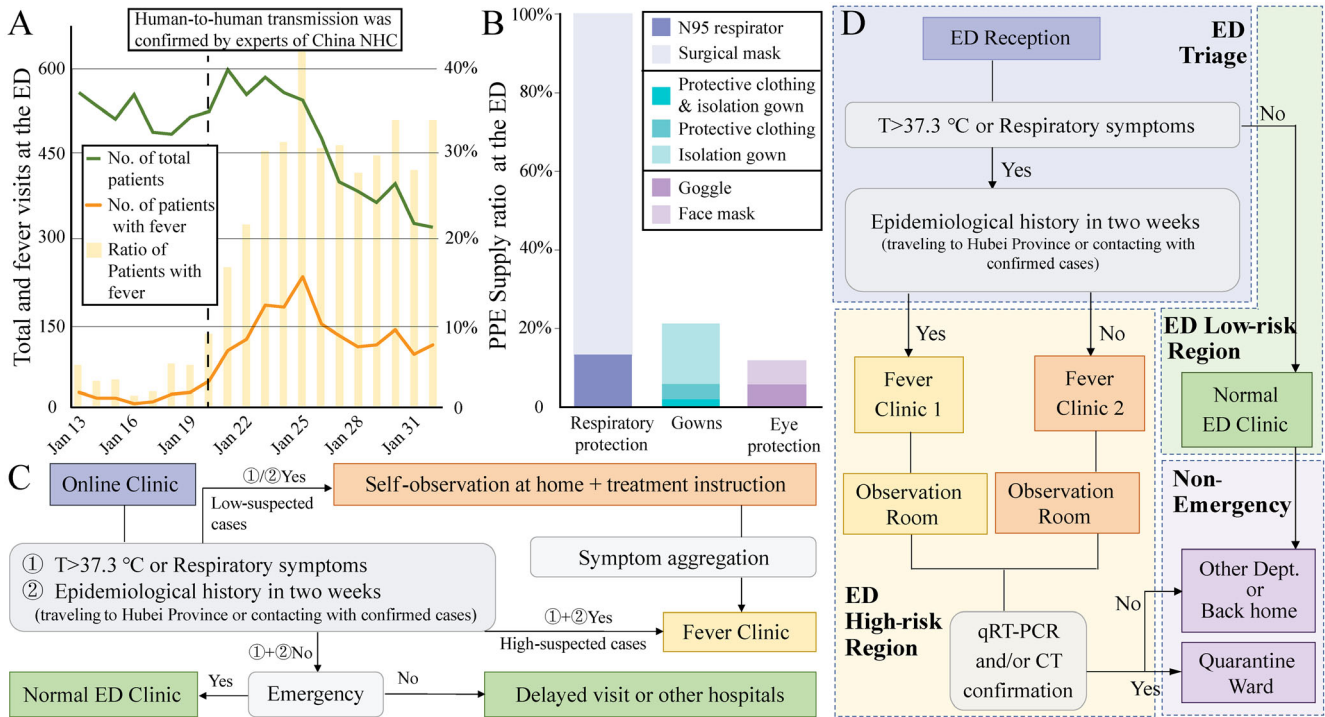 A
Human-to-human transmission was
confirmed by experts of China NHC
Total and fever visits at the ED
600
450
300
150
0
40%
30%
20%
10%
0
No. of total
patients
No. of patients
with fever
Ratio of
Patients with
fever
Jan 13
Jan 16
Jan 19
Jan 22
Jan 25
Jan 28
Jan 31
B
PPE Supply ratio at the ED
100%
80%
60%
40%
20%
0
N95 respirator
Surgical mask
Protective clothing
& isolation gown
Protective clothing
Isolation gown
Goggle
Face mask
Respiratory
protection
Gowns
Eye
protection
C
Online Clinic
①/②Yes
Low-suspected
cases
Self-observation at home + treatment instruction
① T>37.3 °C or Respiratory symptoms
② Epidemiological history in two weeks
(traveling to Hubei Province or contacting with confirmed cases)
Symptom aggregation
①+②Yes
High-suspected cases
Fever Clinic
①+②No
Normal ED Clinic
Yes
Emergency
No
Delayed visit or other hospitals
D
ED Reception
ED
Triage
T>37.3 °C or Respiratory symptoms
No
Yes
Epidemiological history in two weeks
(traveling to Hubei Province or contacting with
confirmed cases)
Yes
No
ED Low-risk
Region
Fever
Clinic 1
Fever
Clinic 2
Normal
ED Clinic
Observation
Room
Observation
Room
Non-
Emergency
ED
High-risk
Region
qRT-PCR
and/or CT
confirmation
No
Other Dept.
or
Back home
Yes
Quarantine
Ward